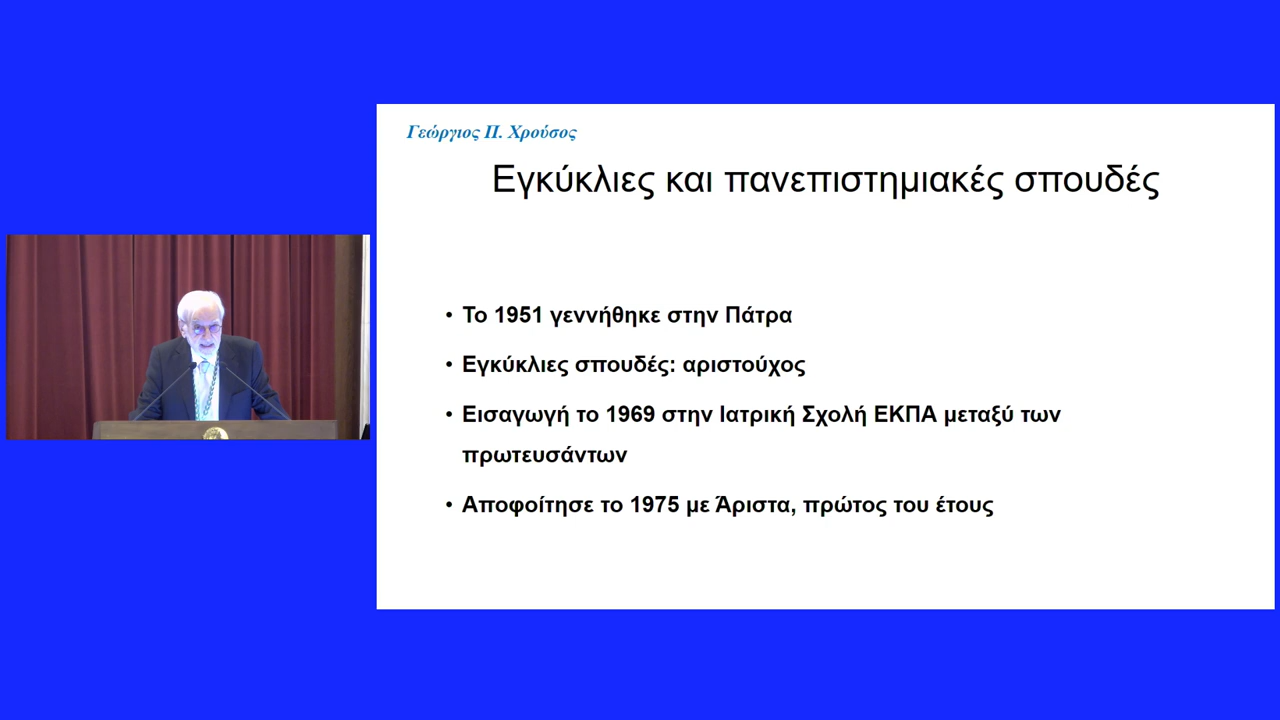 Γεώργιος Π. Χρούσος
Εγκύκλιες και πανεπιστημιακές σπουδές
• Το 1951 γεννήθηκε στην Πάτρα
• Εγκύκλιες σπουδές: αριστούχος
• Εισαγωγή το 1969 στην Ιατρική Σχολή ΕΚΠΑ μεταξύ των
πρωτευσάντων
• Αποφοίτησε το 1975 με Άριστα, πρώτος του έτους